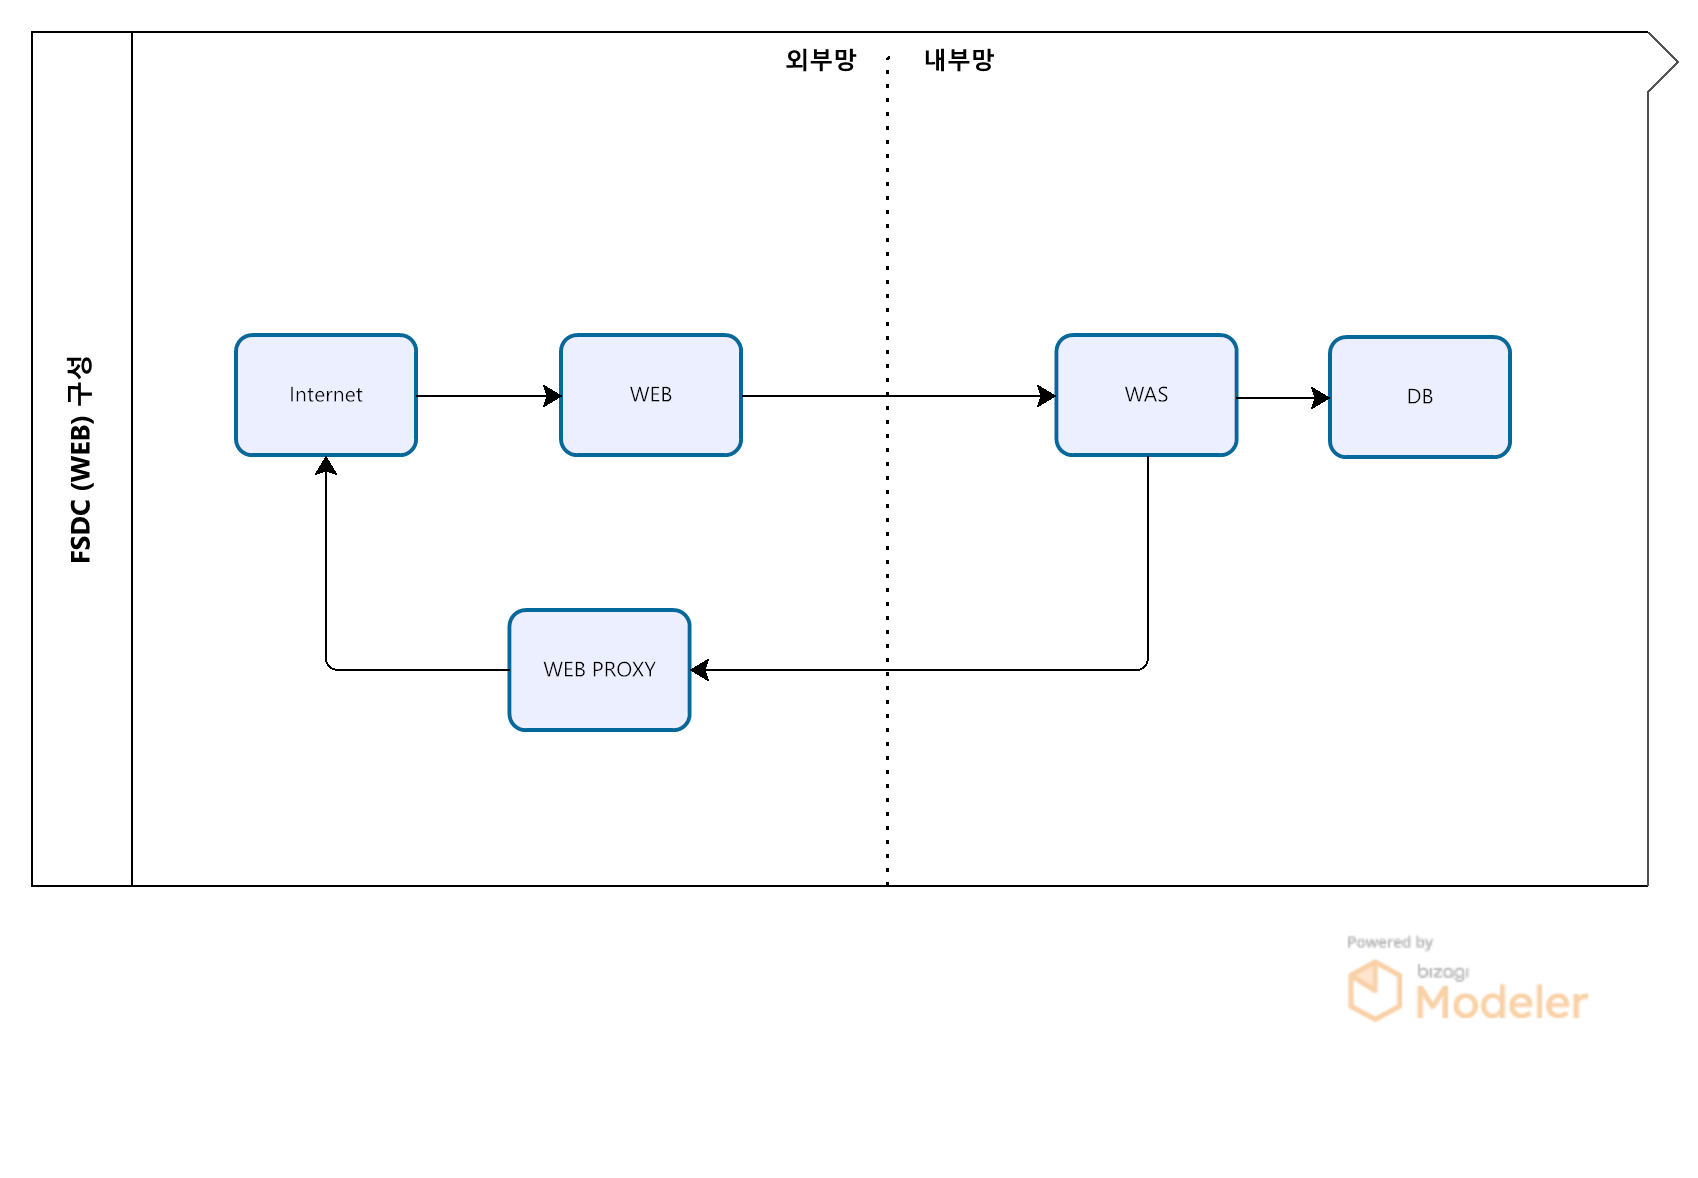 외부망
내부망
FSDC (WEB) 구성
Internet
WEB
WAS
DB
WEB PROXY
Powered by
bizagi
Modeler